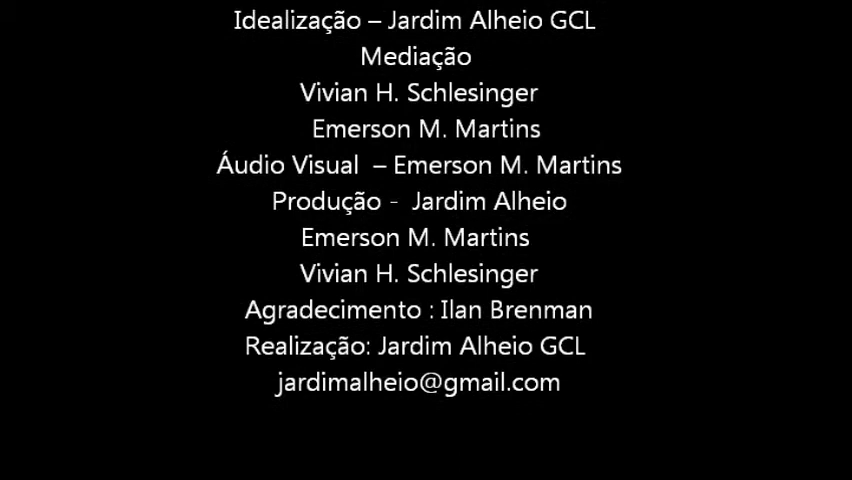 Idealização – Jardim Alheio GCL
Mediação
Vivian H. Schlesinger
Emerson M. Martins
Áudio Visual – Emerson M. Martins
Produção - Jardim Alheio
Emerson M. Martins
Vivian H. Schlesinger
Agradecimento : Ilan Brenman
Realização: Jardim Alheio GCL
jardimalheio@gmail.com